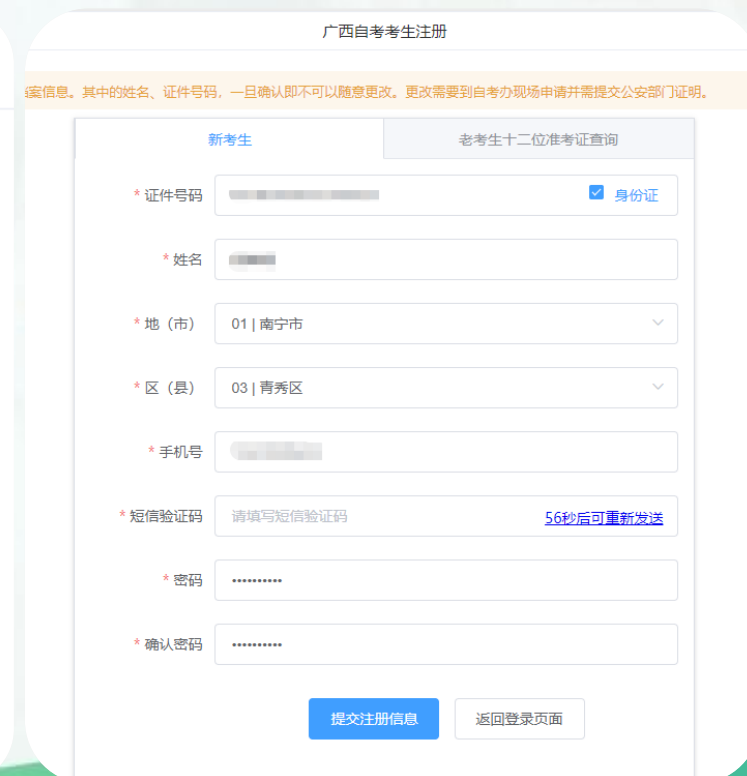 广西自考考生注册
档案信息。其中的姓名、证件号码，一旦确认即不可以随意更改。更改需要到自考办现场申请并需提交公安部门证明。
新考生 老考生十二位准考证查询
* 证件号码 身份证
* 姓名
* 地（市） 01 | 南宁市
* 区（县） 03 | 青秀区
* 手机号
* 短信验证码 请填写短信验证码 56秒后可重新发送
* 密码 ••••••••••
* 确认密码 ••••••••••
提交注册信息 返回登录页面